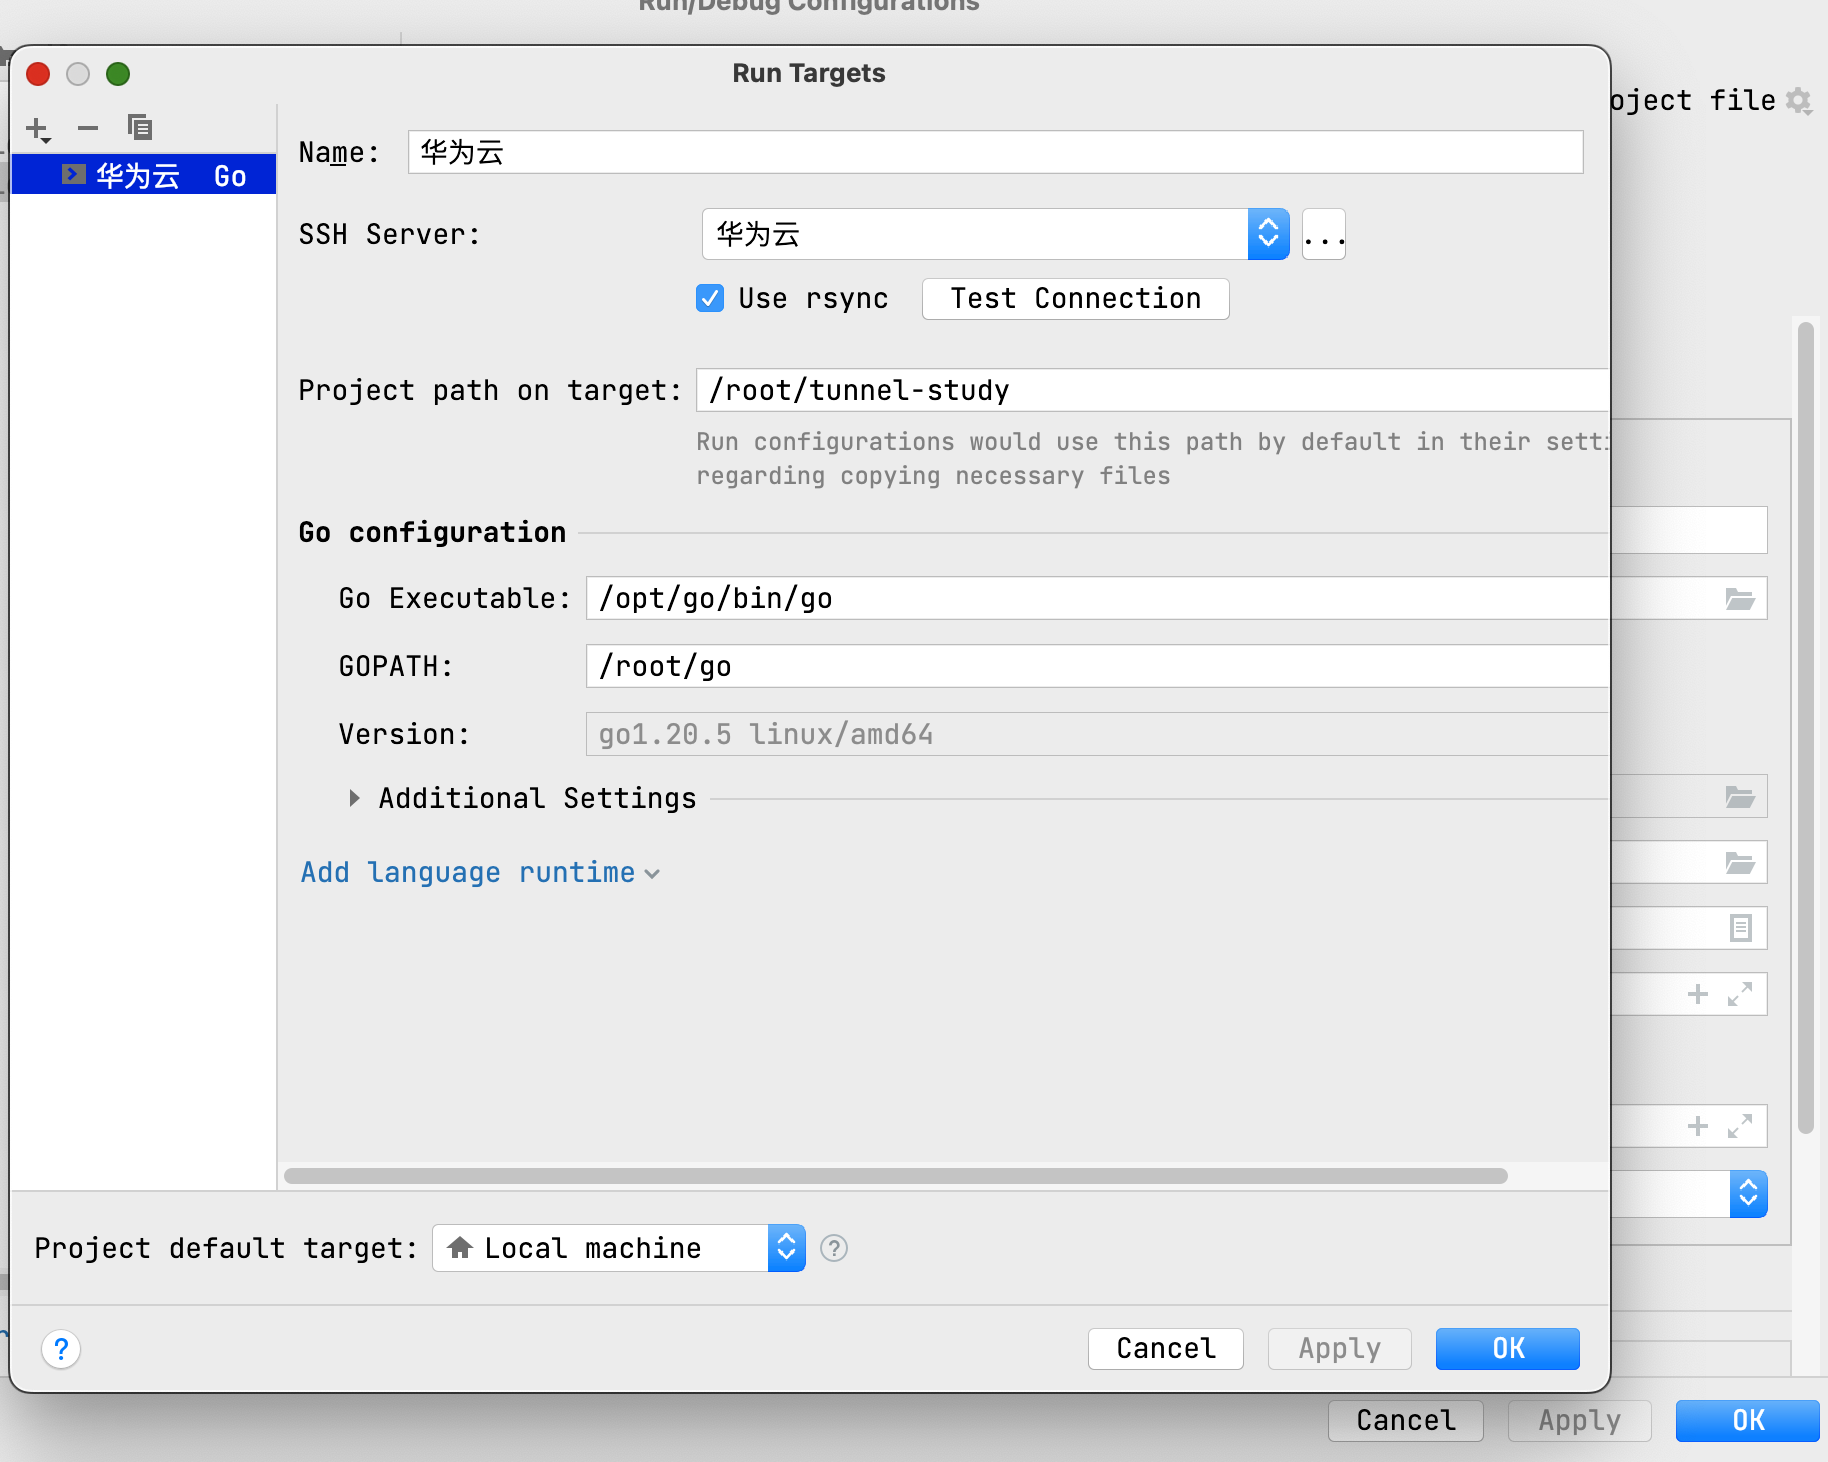 Run/Debug Configurations
Run Targets
oject file
Name: 华为云
华为云 Go
SSH Server: 华为云 ...
Use rsync Test Connection
Project path on target: /root/tunnel-study
Run configurations would use this path by default in their setti
regarding copying necessary files
Go configuration
Go Executable: /opt/go/bin/go
GOPATH: /root/go
Version: go1.20.5 linux/amd64
Additional Settings
Add language runtime
Project default target: Local machine ?
? Cancel Apply OK
Cancel Apply OK